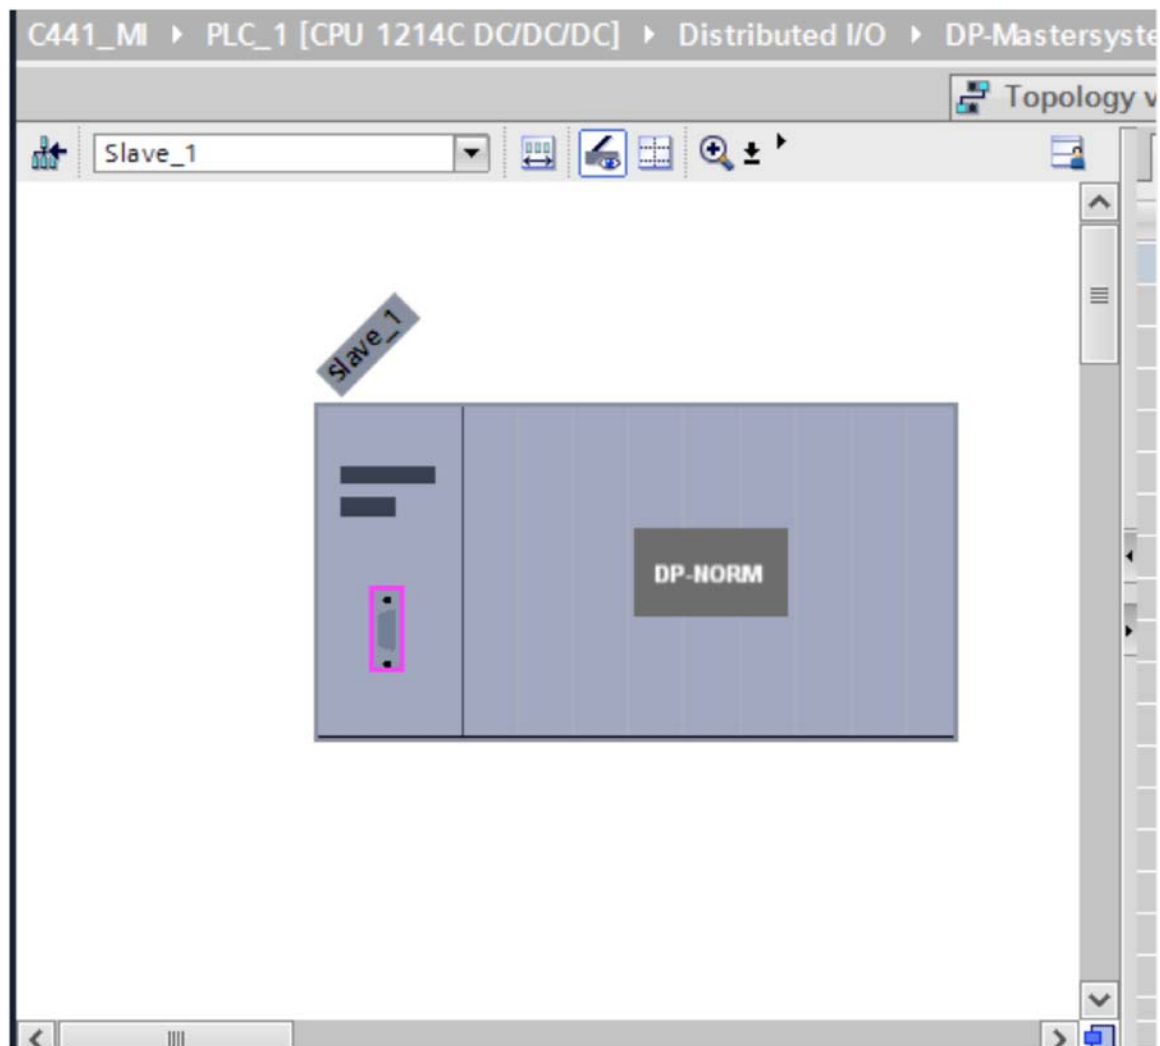 C441_MI ▸ PLC_1 [CPU 1214C DC/DC/DC] ▸ Distributed I/O ▸ DP-Mastersyste
Topology v
Slave_1
Slave_1
DP-NORM